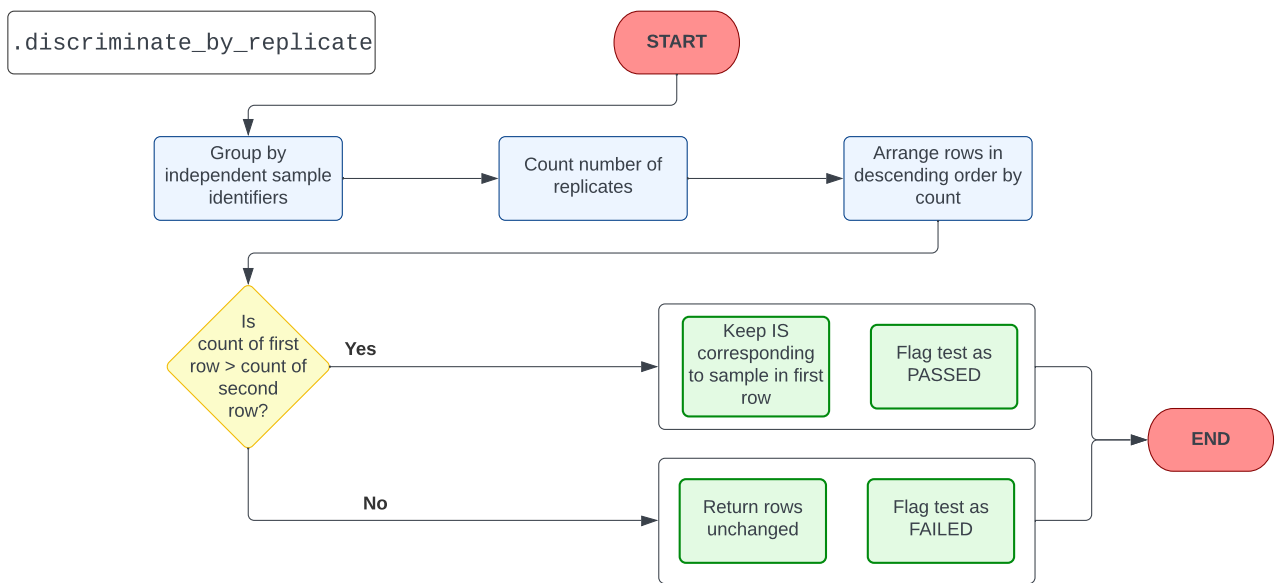 .discriminate_by_replicate
START
Group by
independent sample
identifiers
Count number of
replicates
Arrange rows in
descending order by
count
Is
count of first
row > count of
second
row?
Yes
Keep IS
corresponding
to sample in first
row
Flag test as
PASSED
END
No
Return rows
unchanged
Flag test as
FAILED